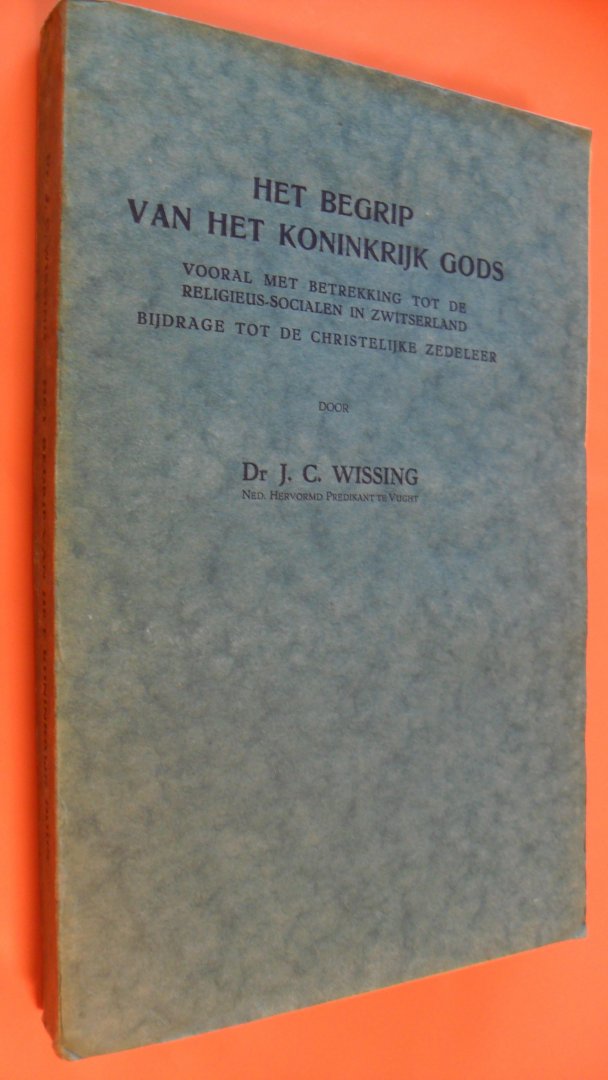 HET BEGRIP
VAN HET KONINKRIJK GODS
VOORAL MET BETREKKING TOT DE
RELIGIEUS-SOCIALEN IN ZWITSERLAND
BIJDRAGE TOT DE CHRISTELIJKE ZEDELEER
DOOR
Dr J. C. WISSING
NED. HERVORMD PREDIKANT TE VUGHT